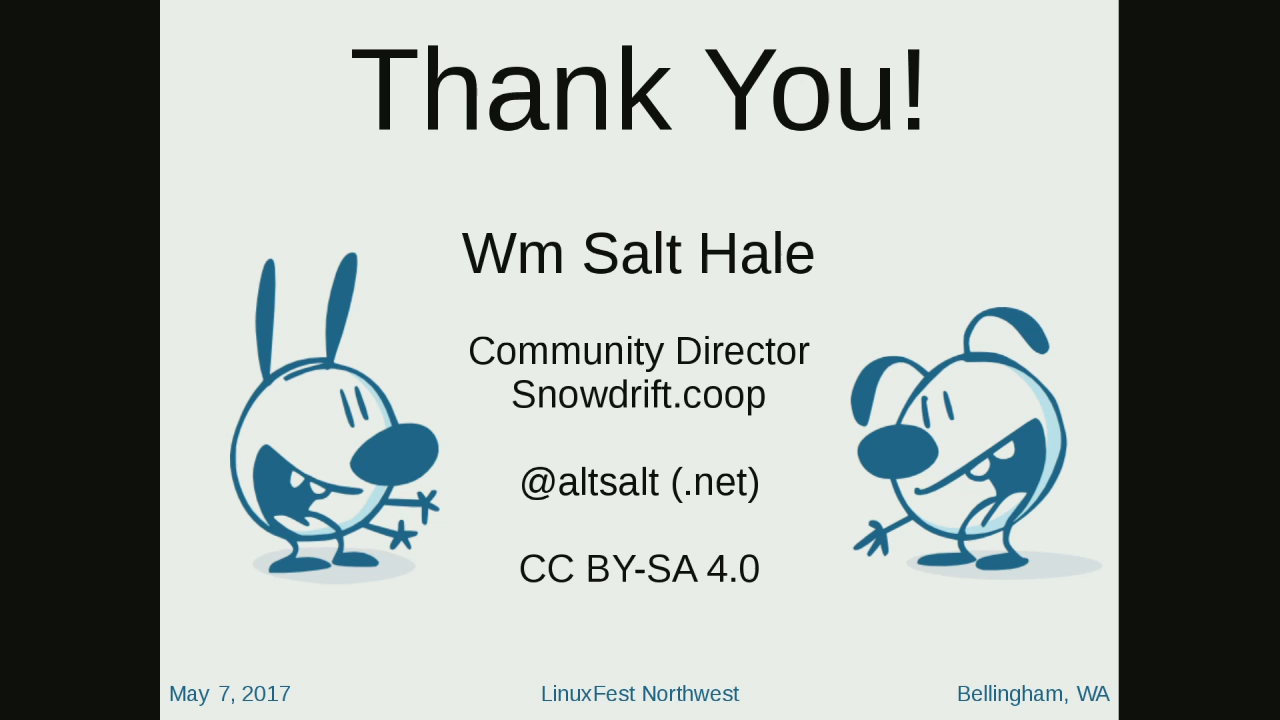 Thank You!
Wm Salt Hale
Community Director
Snowdrift.coop
@altsalt (.net)
CC BY-SA 4.0
May 7, 2017
LinuxFest Northwest
Bellingham, WA